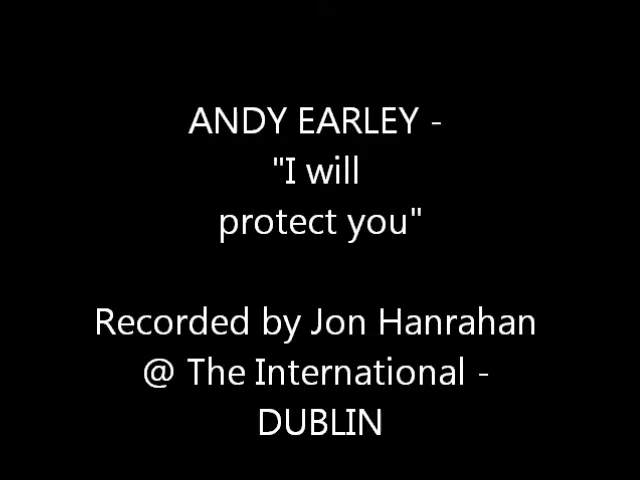 ANDY EARLEY -
"I will
protect you"
Recorded by Jon Hanrahan
@ The International -
DUBLIN